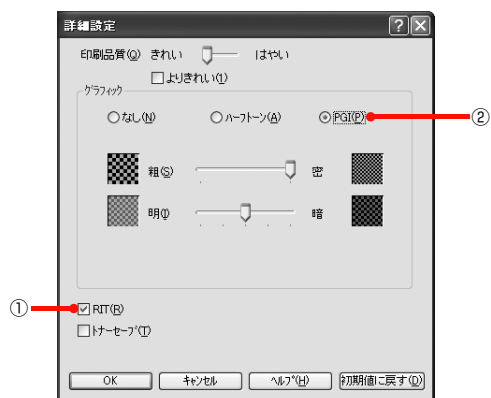 詳細設定
印刷品質(Q) きれい はやい
よりきれい(1)
グラフィック
なし(N) ハーフトーン(A) PGI(P) ②
粗(S) 密
明(I) 暗
① RIT(R)
トナーセーブ(T)
OK キャンセル ヘルプ(H) 初期値に戻す(D)